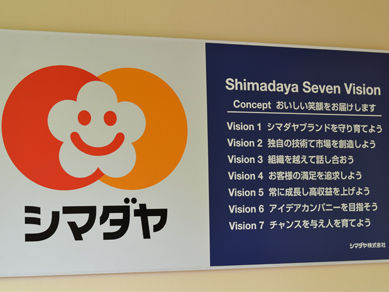 シマダヤ
Shimadaya Seven Vision
Concept おいしい笑顔をお届けします
Vision 1 シマダヤブランドを守り育てよう
Vision 2 独自の技術で市場を創造しよう
Vision 3 組織を越えて話し合おう
Vision 4 お客様の満足を追求しよう
Vision 5 常に成長し高収益を上げよう
Vision 6 アイデアカンパニーを目指そう
Vision 7 チャンスを与え人を育てよう
シマダヤ株式会社